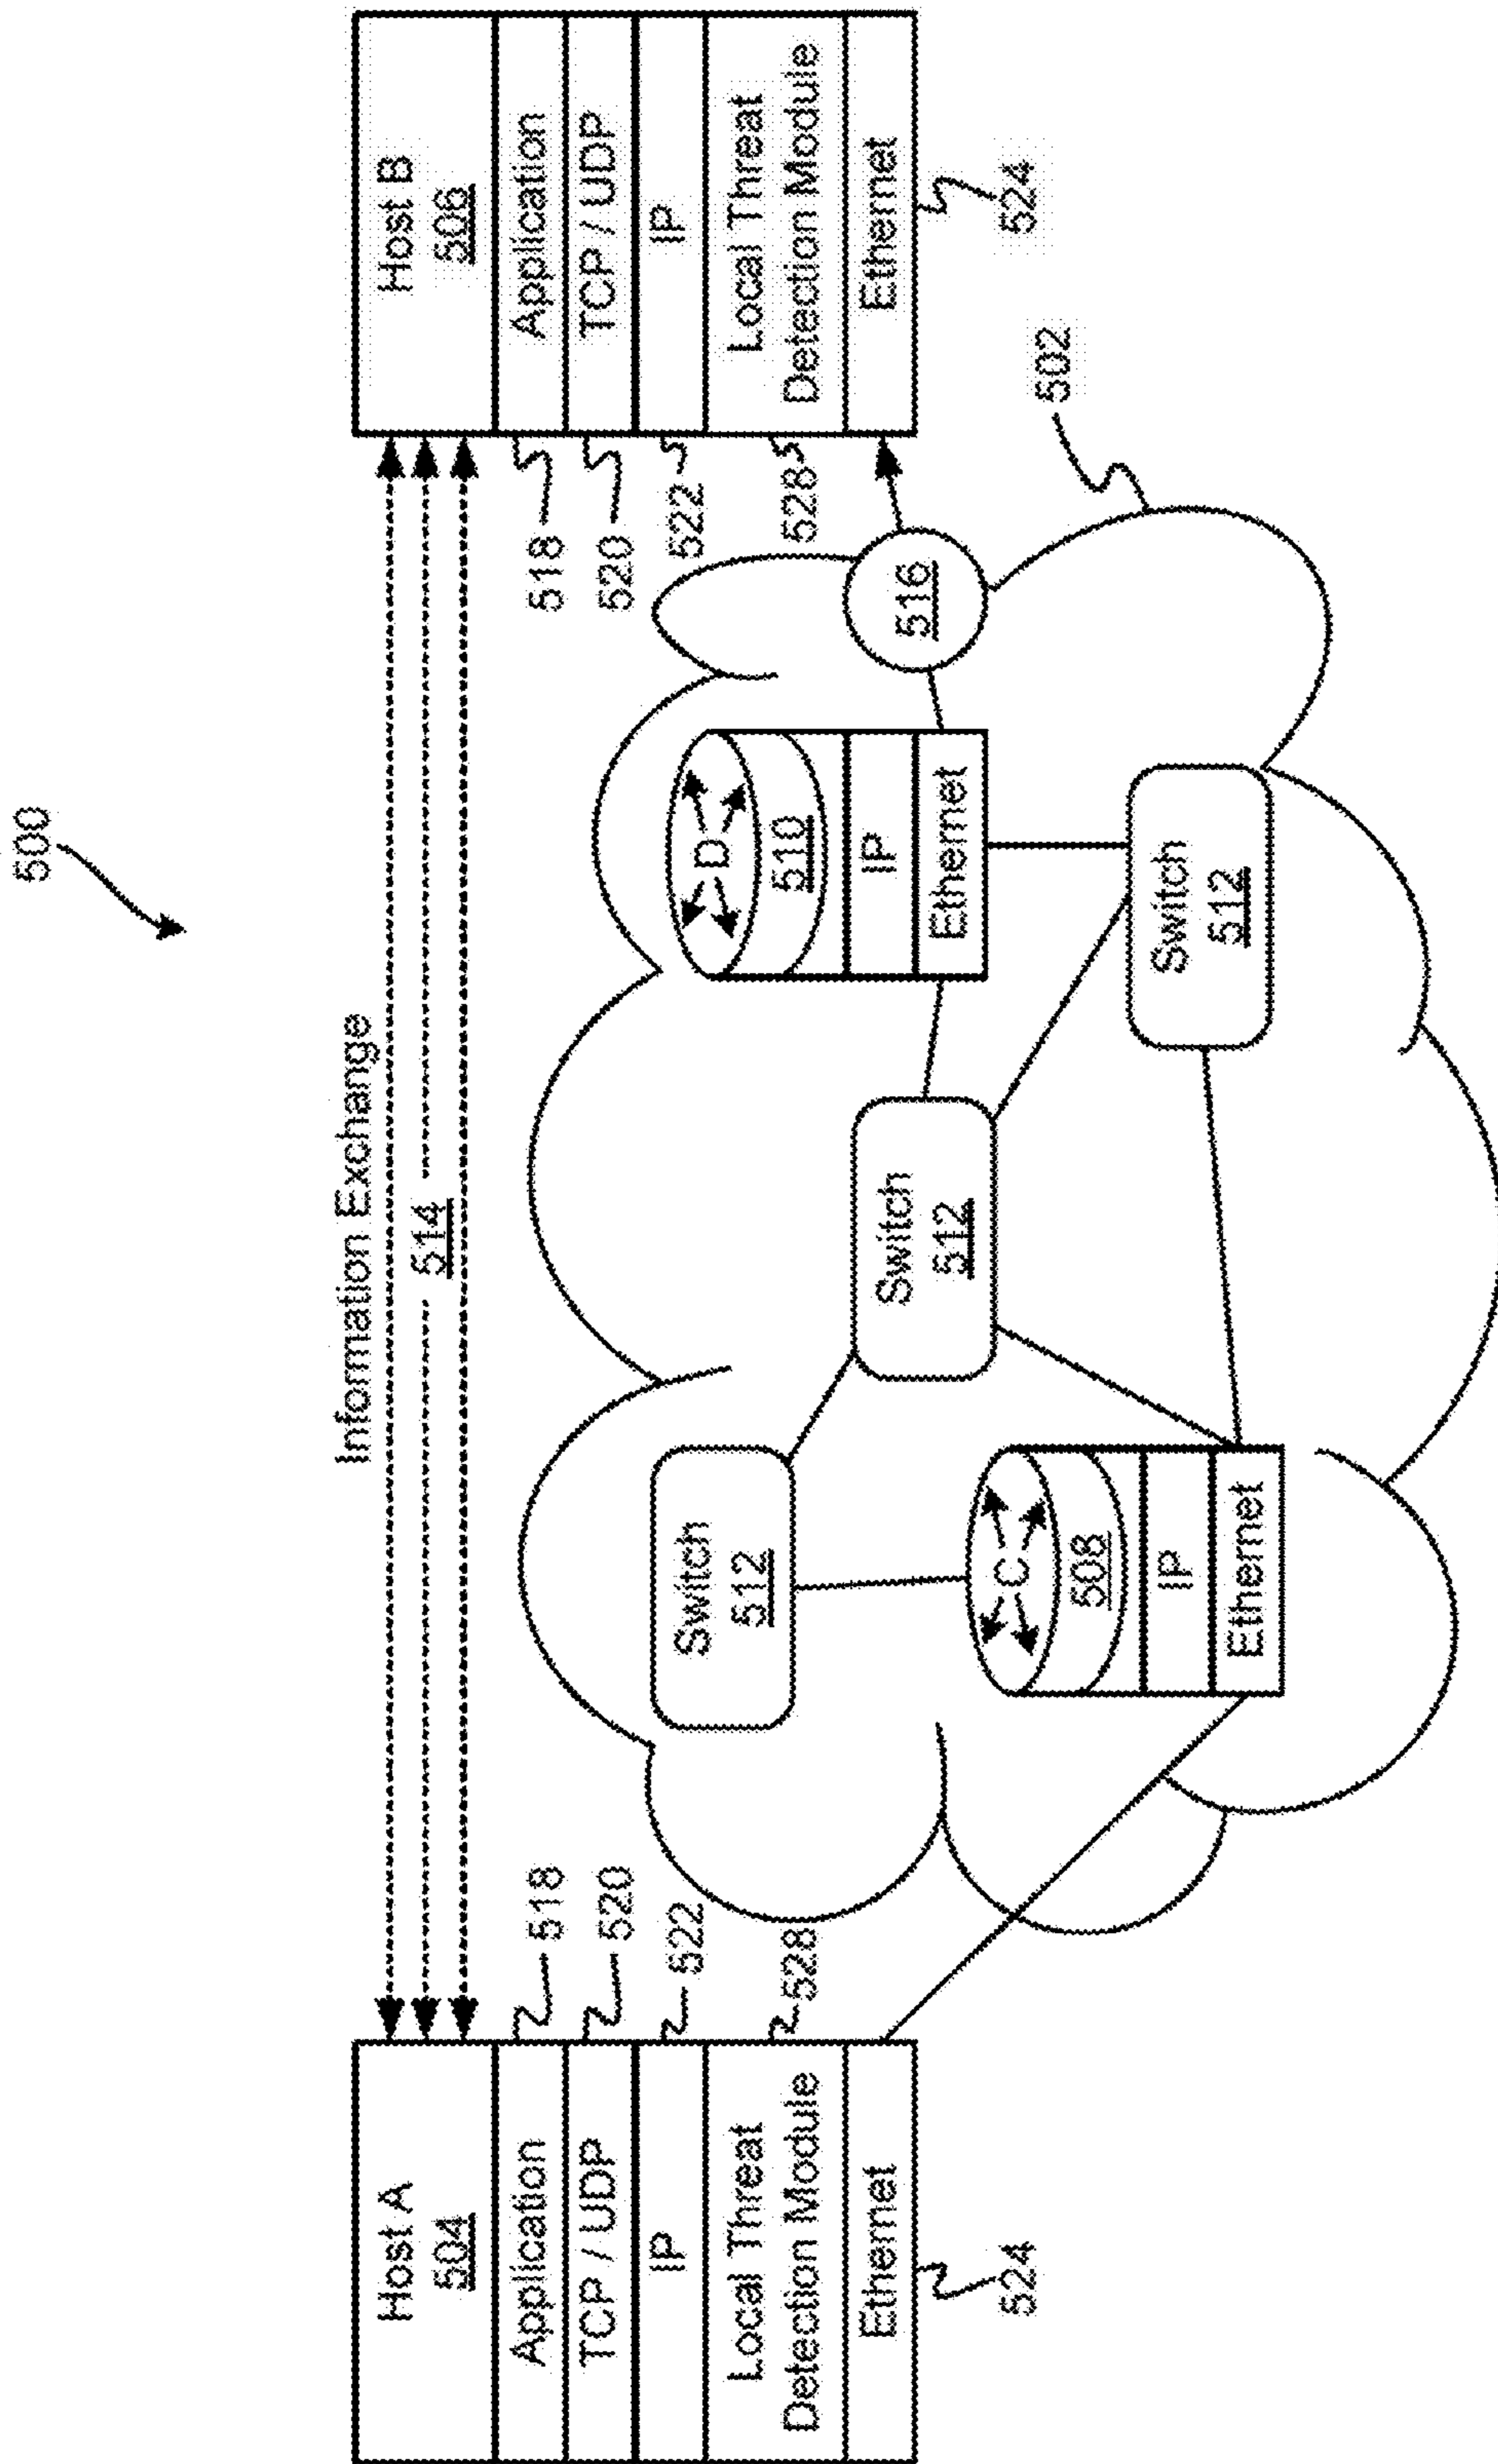 500
Information Exchange
514
Host A
504
Application
TCP / UDP
IP
Local Threat
Detection Module
Ethernet
518
520
522
528
524
Host B
506
Application
TCP / UDP
IP
Local Threat
Detection Module
Ethernet
518
520
522
528
524
502
516
Switch
512
Switch
512
Switch
512
C
508
IP
Ethernet
D
510
IP
Ethernet